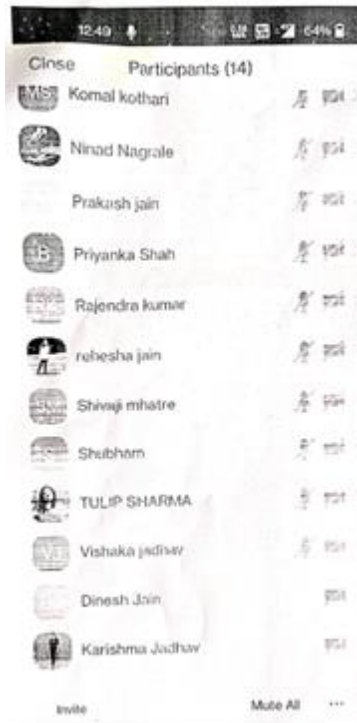 12:49 64%
Close Participants (14)
MS Komal kothari
Ninad Nagrale
Prakash jain
B Priyanka Shah
Rajendra kumar
rehesha jain
Shivaji mhatre
Shubham
TULIP SHARMA
Vishaka jadhav
Dinesh Jain
Karishma Jadhav
Invite Mute All ...